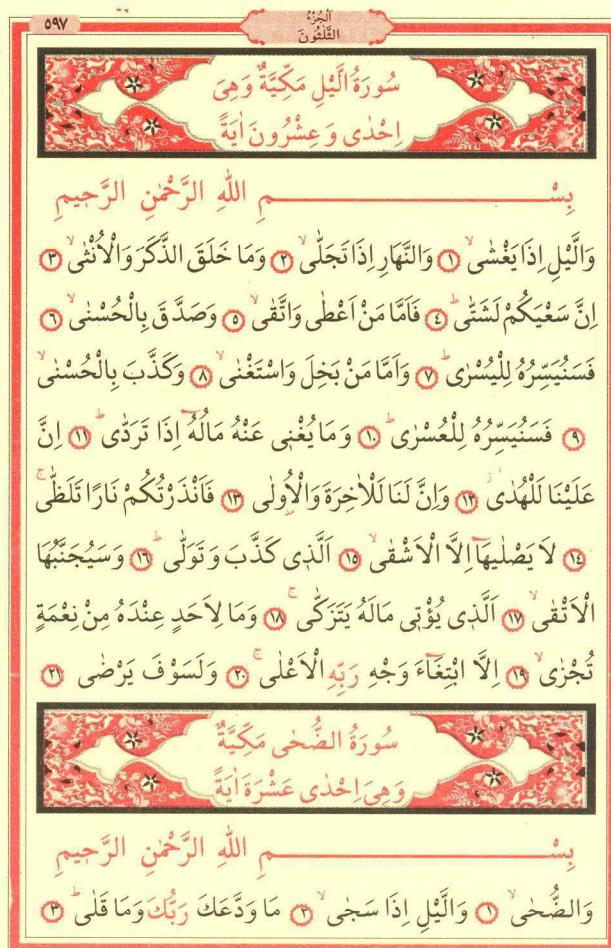 ٥٩٧
اَلْجُزْءُ
الثَّلٰثُونَ
سُورَةُ الَّيْلِ مَكِّيَّةٌ وَهِىَ
اِحْدٰى وَعِشْرُونَ اٰيَةً
بِسْمِ اللّٰهِ الرَّحْمٰنِ الرَّحٖيمِ
وَالَّيْلِ اِذَا يَغْشٰىۙ ١ وَالنَّهَارِ اِذَا تَجَلّٰىۙ ٢ وَمَا خَلَقَ الذَّكَرَ وَالْاُنْثٰىۙ ٣
اِنَّ سَعْيَكُمْ لَشَتّٰىۜ ٤ فَاَمَّا مَنْ اَعْطٰى وَاتَّقٰىۙ ٥ وَصَدَّقَ بِالْحُسْنٰىۙ ٦
فَسَنُيَسِّرُهُ لِلْيُسْرٰىۜ ٧ وَاَمَّا مَنْ بَخِلَ وَاسْتَغْنٰىۙ ٨ وَكَذَّبَ بِالْحُسْنٰىۙ
٩ فَسَنُيَسِّرُهُ لِلْعُسْرٰىۜ ١٠ وَمَا يُغْنٖى عَنْهُ مَالُهُٓ اِذَا تَرَدّٰىۜ ١١ اِنَّ
عَلَيْنَا لَلْهُدٰىۘ ١٢ وَاِنَّ لَنَا لَلْاٰخِرَةَ وَالْاُولٰى ١٣ فَاَنْذَرْتُكُمْ نَارًا تَلَظّٰىۚ
١٤ لَا يَصْلٰيهَٓا اِلَّا الْاَشْقٰىۙ ١٥ اَلَّذٖى كَذَّبَ وَتَوَلّٰىۜ ١٦ وَسَيُجَنَّبُهَا
الْاَتْقٰىۙ ١٧ اَلَّذٖى يُؤْتٖى مَالَهُ يَتَزَكّٰىۚ ١٨ وَمَا لِاَحَدٍ عِنْدَهُ مِنْ نِعْمَةٍ
تُجْزٰىۙ ١٩ اِلَّا ابْتِغَٓاءَ وَجْهِ رَبِّهِ الْاَعْلٰىۚ ٢٠ وَلَسَوْفَ يَرْضٰى ٢١
سُورَةُ الضُّحٰى مَكِّيَّةٌ
وَهِىَ اِحْدٰى عَشْرَةَ اٰيَةً
بِسْمِ اللّٰهِ الرَّحْمٰنِ الرَّحٖيمِ
وَالضُّحٰىۙ ١ وَالَّيْلِ اِذَا سَجٰىۙ ٢ مَا وَدَّعَكَ رَبُّكَ وَمَا قَلٰىۜ ٣